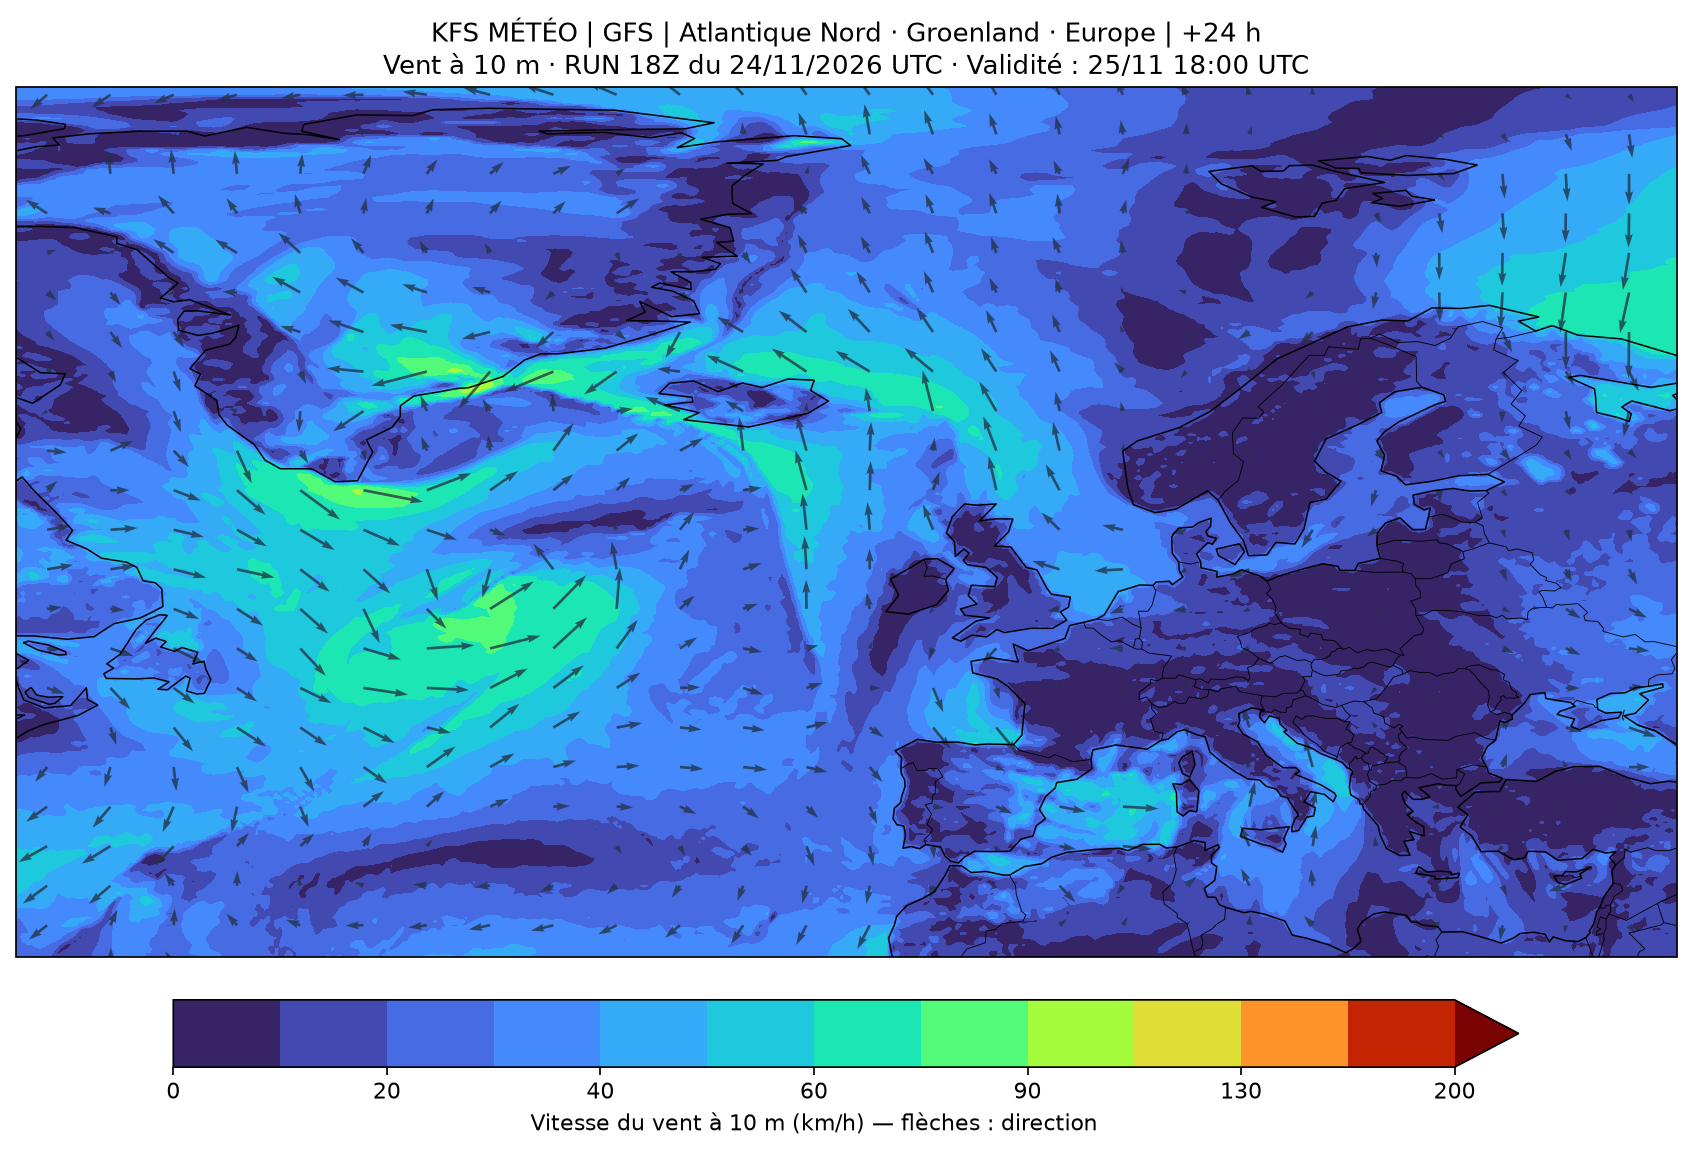 KFS MÉTÉO | GFS | Atlantique Nord · Groenland · Europe | +24 h
Vent à 10 m · RUN 18Z du 24/11/2026 UTC · Validité : 25/11 18:00 UTC
0 20 40 60 90 130 200
Vitesse du vent à 10 m (km/h) — flèches : direction